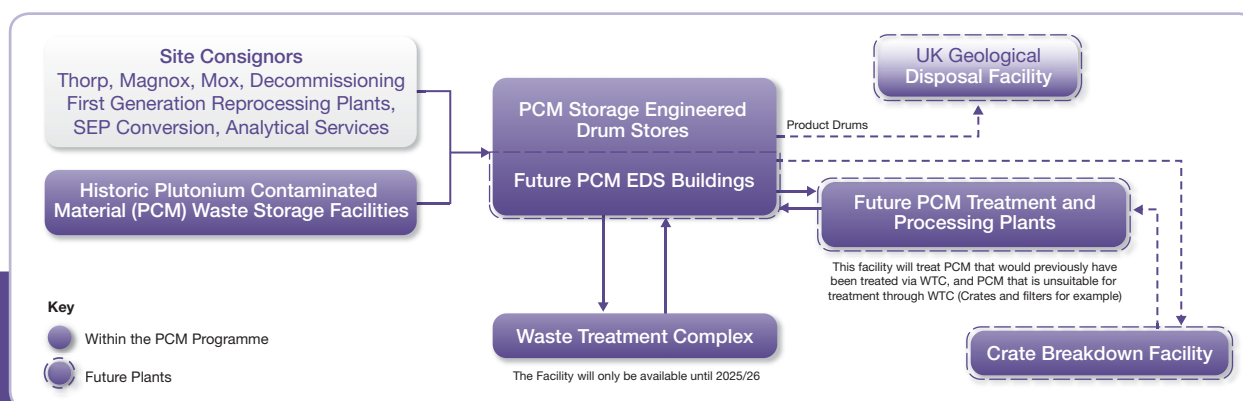 Site Consignors
Thorp, Magnox, Mox, Decommissioning
First Generation Reprocessing Plants,
SEP Conversion, Analytical Services
Historic Plutonium Contaminated
Material (PCM) Waste Storage Facilities
PCM Storage Engineered
Drum Stores
Future PCM EDS Buildings
UK Geological
Disposal Facility
Product Drums
Future PCM Treatment and
Processing Plants
This facility will treat PCM that would previously have
been treated via WTC, and PCM that is unsuitable for
treatment through WTC (Crates and filters for example)
Waste Treatment Complex
The Facility will only be available until 2025/26
Crate Breakdown Facility
Key
Within the PCM Programme
Future Plants